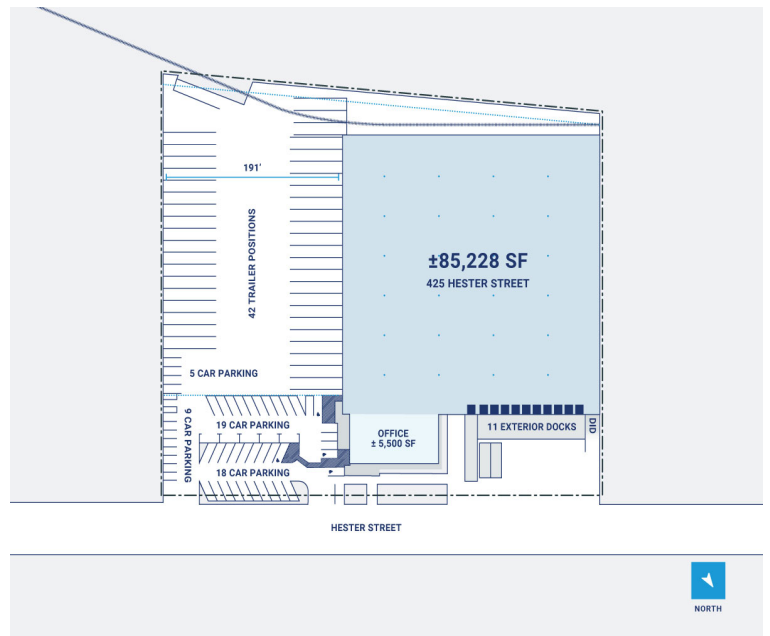 191'
42 TRAILER POSITIONS
±85,228 SF
425 HESTER STREET
5 CAR PARKING
9 CAR PARKING
19 CAR PARKING
18 CAR PARKING
OFFICE
± 5,500 SF
11 EXTERIOR DOCKS
DID
HESTER STREET
NORTH